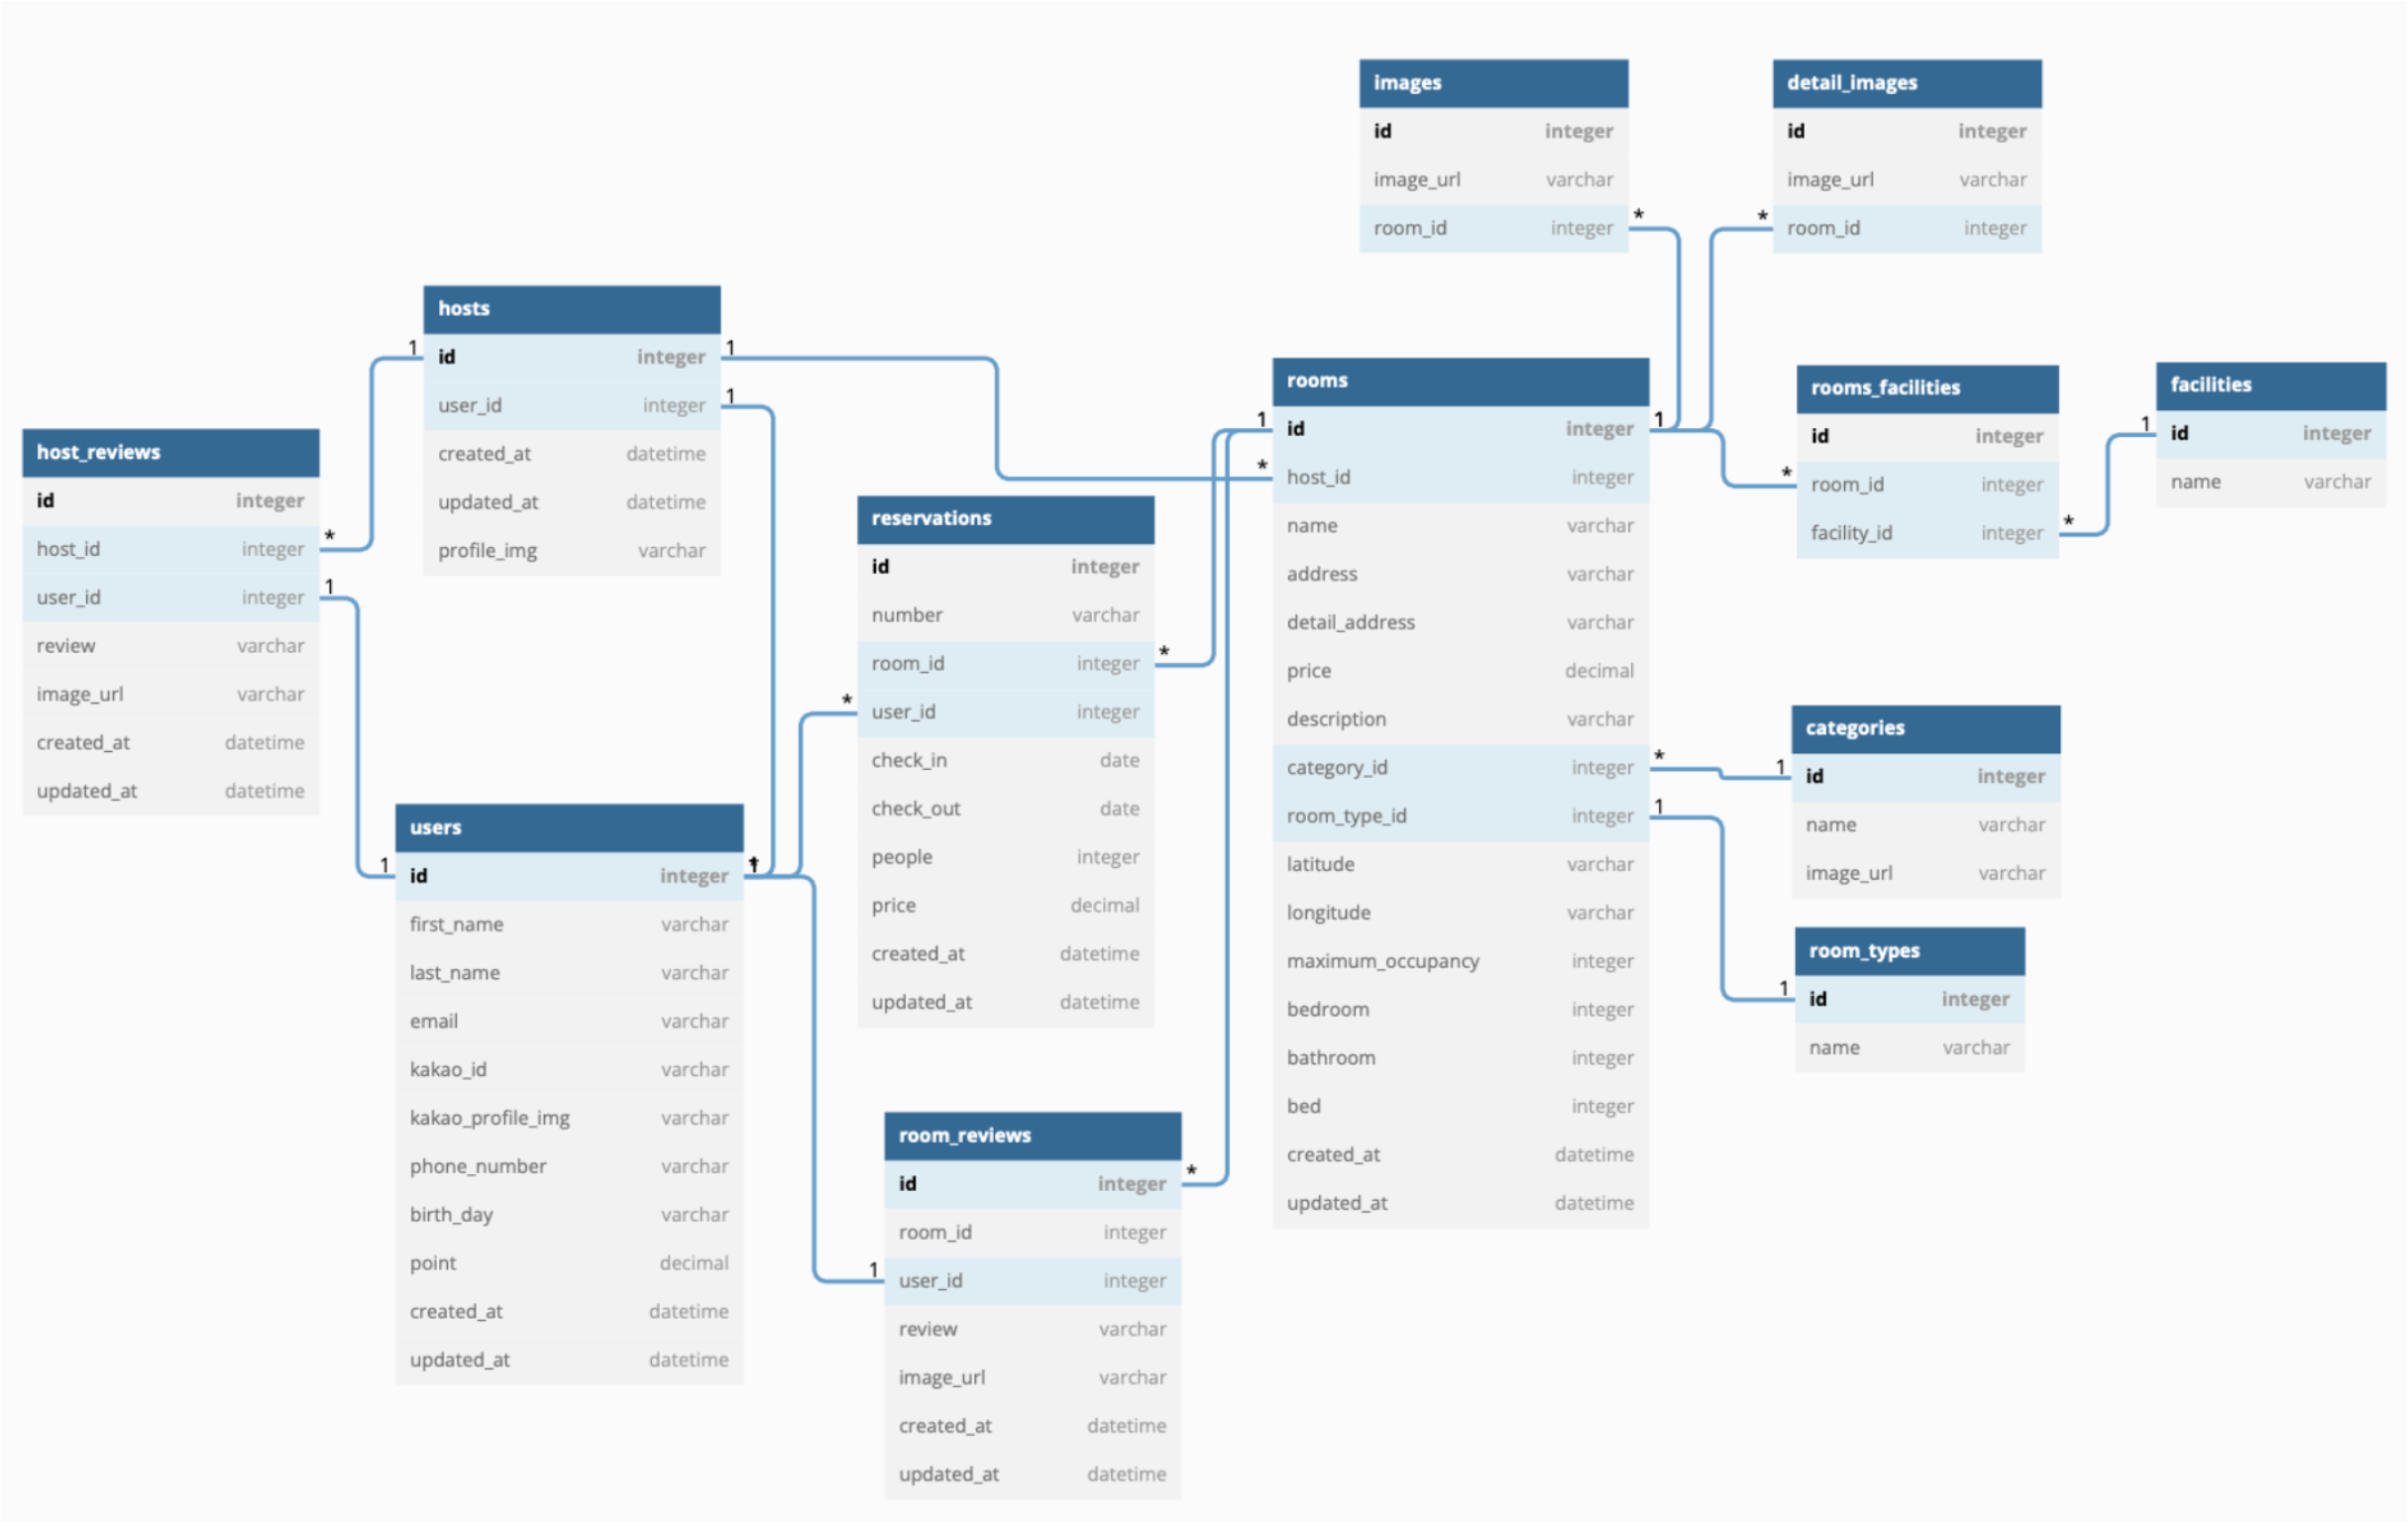 images
id integer
image_url varchar
* room_id integer
detail_images
id integer
image_url varchar
* room_id integer
hosts
1 id integer 1
user_id integer 1
created_at datetime
updated_at datetime
profile_img varchar
host_reviews
id integer
host_id integer *
user_id integer 1
review varchar
image_url varchar
created_at datetime
updated_at datetime
users
1 id integer
first_name varchar
last_name varchar
email varchar
kakao_id varchar
kakao_profile_img varchar
phone_number varchar
birth_day varchar
point decimal
created_at datetime
updated_at datetime
reservations
id integer
number varchar
room_id integer *
* user_id integer
check_in date
check_out date
people integer
price decimal
created_at datetime
updated_at datetime
room_reviews
id integer *
room_id integer
1 user_id integer
review varchar
image_url varchar
created_at datetime
updated_at datetime
rooms
1 id integer 1
* host_id integer
name varchar
address varchar
detail_address varchar
price decimal
description varchar
category_id integer *
room_type_id integer 1
latitude varchar
longitude varchar
maximum_occupancy integer
bedroom integer
bathroom integer
bed integer
created_at datetime
updated_at datetime
rooms_facilities
id integer
* room_id integer
facility_id integer *
facilities
1 id integer
name varchar
categories
1 id integer
name varchar
image_url varchar
room_types
1 id integer
name varchar